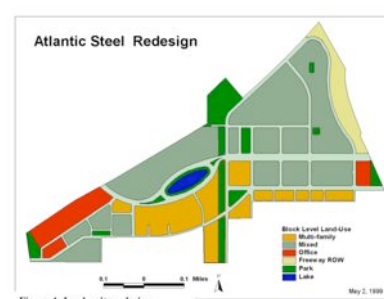 Atlantic Steel Redesign
0.1 0 0.1 Miles
Block Level Land-Use
Multi-family
Mixed
Office
Freeway ROW
Park
Lake
May 2, 1999